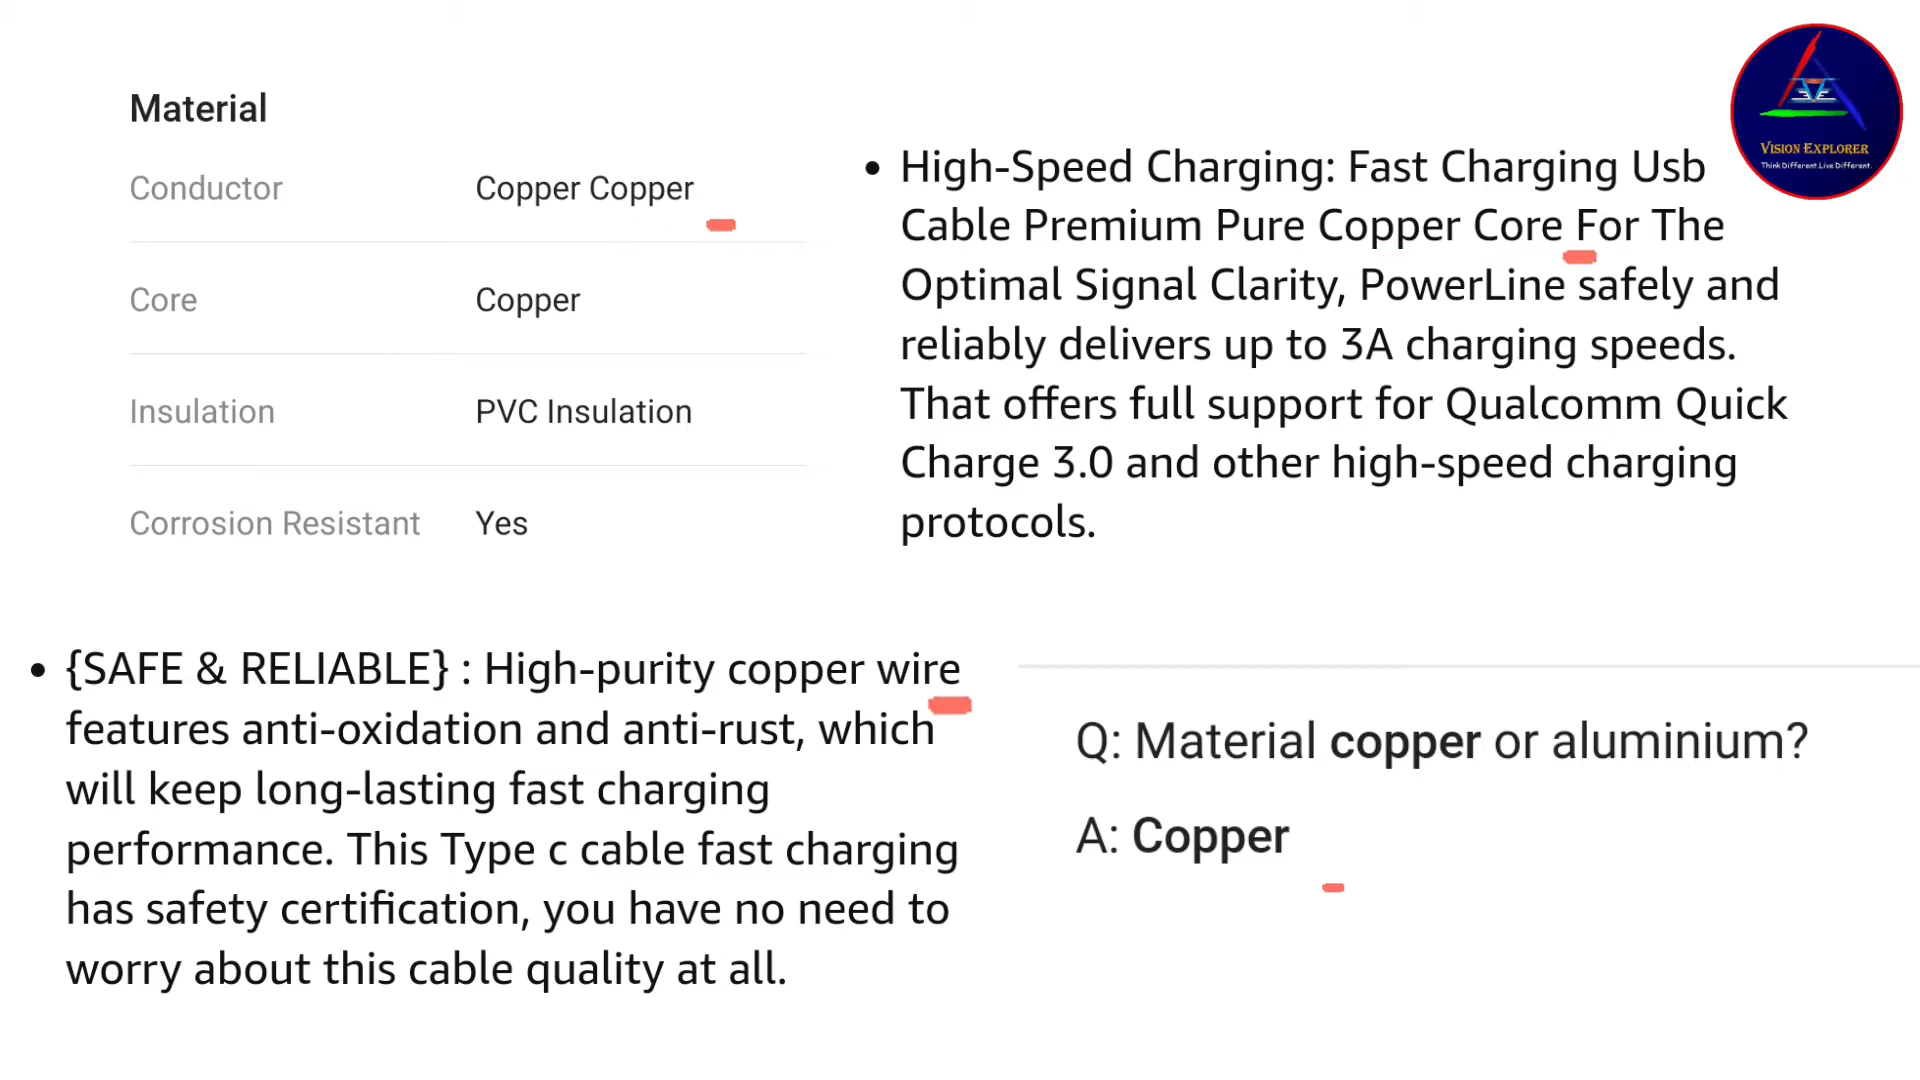 Material
Conductor Copper Copper
Core Copper
Insulation PVC Insulation
Corrosion Resistant Yes
• High-Speed Charging: Fast Charging Usb
Cable Premium Pure Copper Core For The
Optimal Signal Clarity, PowerLine safely and
reliably delivers up to 3A charging speeds.
That offers full support for Qualcomm Quick
Charge 3.0 and other high-speed charging
protocols.
VISION EXPLORER
Think Different.Live Different.
• {SAFE & RELIABLE} : High-purity copper wire
features anti-oxidation and anti-rust, which
will keep long-lasting fast charging
performance. This Type c cable fast charging
has safety certification, you have no need to
worry about this cable quality at all.
Q: Material copper or aluminium?
A: Copper